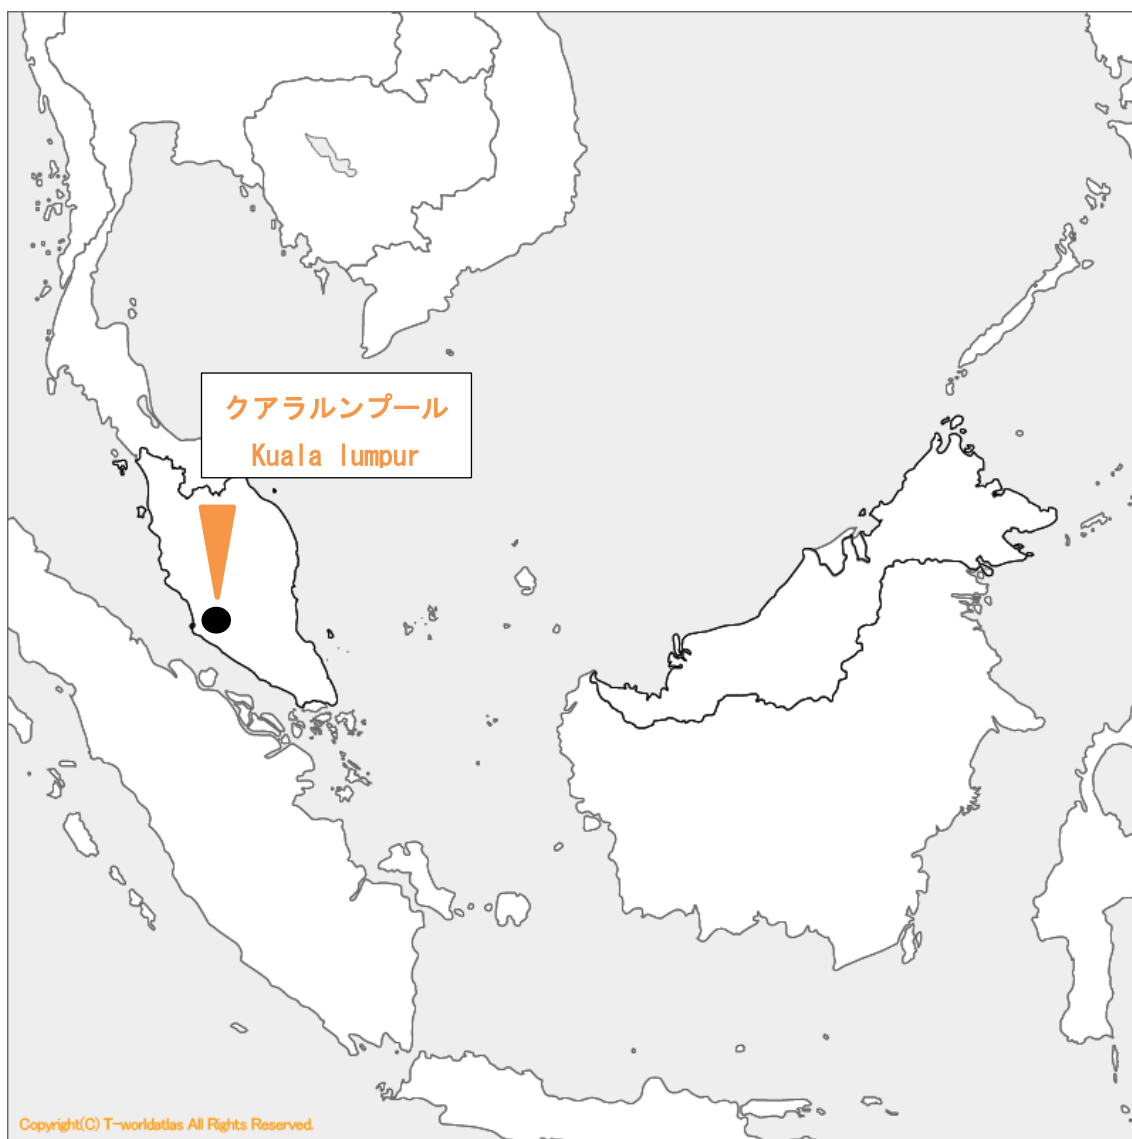 クアラルンプール
Kuala lumpur
Copyright(C) T-worldatlas All Rights Reserved.